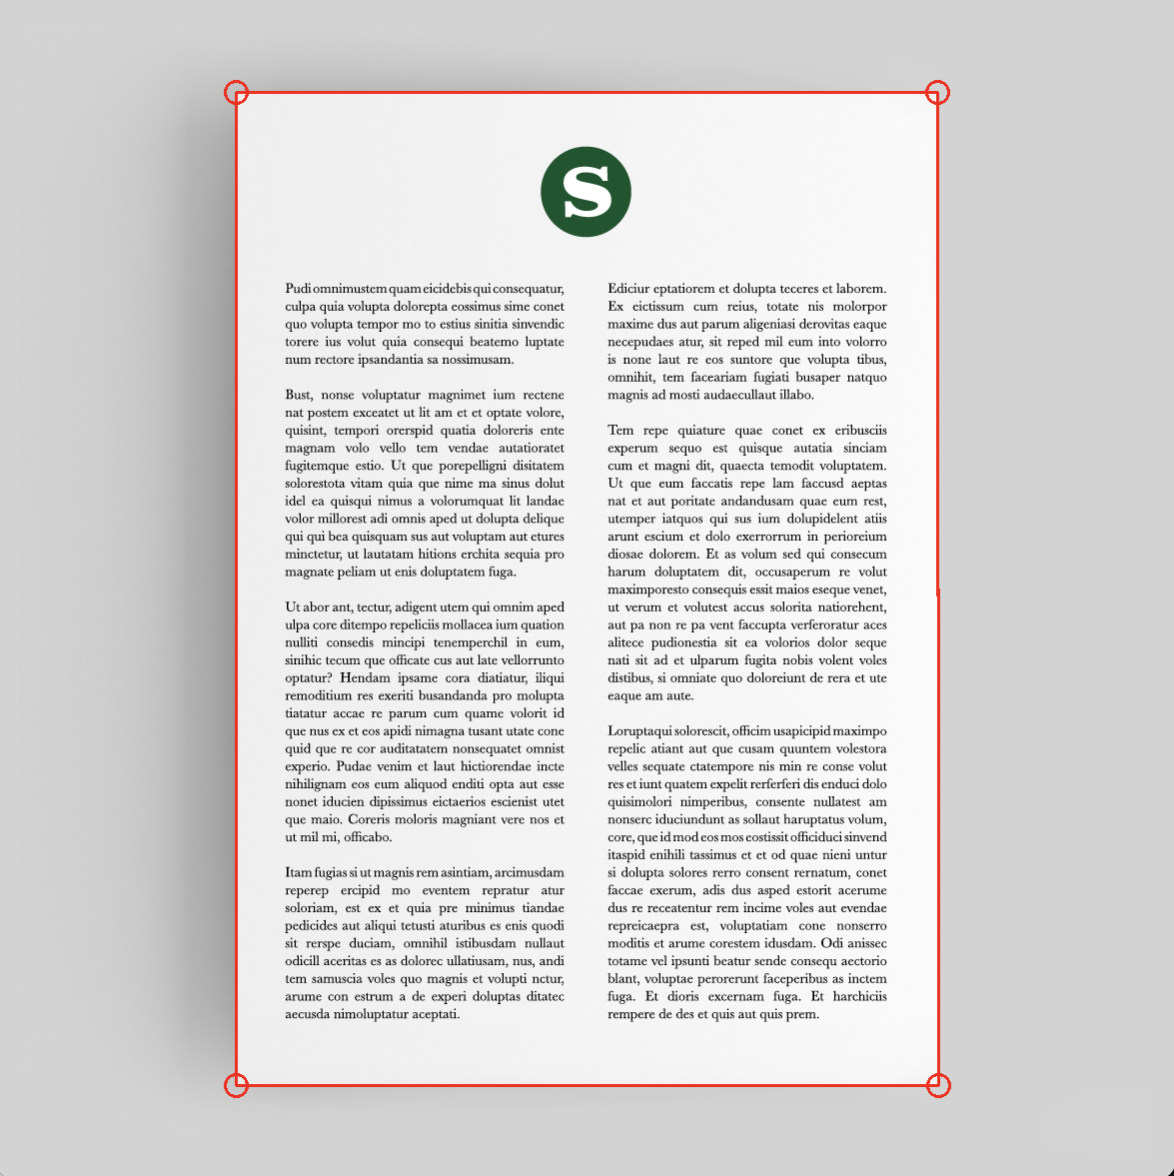 S
Pudi omnimustem quam eicidebis qui consequatur,
culpa quia volupta dolorepta eossimus sime conet
quo volupta tempor mo to estius sinitia sinvendic
torere ius volut quia consequi beatemo luptate
num rectore ipsandantia sa nossimusam.
Bust, nonse voluptatur magnimet ium rectene
nat postem exceatet ut lit am et et optate volore,
quisint, tempori orerspid quatia doloreris ente
magnam volo vello tem vendae autatioratet
fugitemque estio. Ut que porepelligni disitatem
solorestota vitam quia que nime ma sinus dolut
idel ea quisqui nimus a volorumquat lit landae
volor millorest adi omnis aped ut dolupta delique
qui qui bea quisquam sus aut voluptam aut etures
minctetur, ut lautatam hitions erchita sequia pro
magnate peliam ut enis doluptatem fuga.
Ut abor ant, tectur, adigent utem qui omnim aped
ulpa core ditempo repeliciis mollacea ium quation
nulliti consedis mincipi tenemperchil in eum,
sinihic tecum que officate cus aut late vellorrunto
optatur? Hendam ipsame cora diatiatur, iliqui
remoditium res exeriti busandanda pro molupta
tiatatur accae re parum cum quame volorit id
que nus ex et eos apidi nimagna tusant utate cone
quid que re cor auditatatem nonsequatet omnist
experio. Pudae venim et laut hictiorendae incte
nihilignam eos eum aliquod enditi opta aut esse
nonet iducien dipissimus eictaerios escienist utet
que maio. Coreris moloris magniant vere nos et
ut mil mi, officabo.
Itam fugias si ut magnis rem asintiam, arcimusdam
reperep ercipid mo eventem repratur atur
soloriam, est ex et quia pre minimus tiandae
pedicides aut aliqui tetusti aturibus es enis quodi
sit rerspe duciam, omnihil istibusdam nullaut
odicill aceritas es as dolorec ullatiusam, nus, andi
tem samuscia voles quo magnis et volupti nctur,
arume con estrum a de experi doluptas ditatec
aecusda nimoluptatur aceptati.
Ediciur eptatiorem et dolupta teceres et laborem.
Ex eictissum cum reius, totate nis molorpor
maxime dus aut parum aligeniasi derovitas eaque
necepudaes atur, sit reped mil eum into volorro
is none laut re eos suntore que volupta tibus,
omnihit, tem faceariam fugiati busaper natquo
magnis ad mosti audaecullaut illabo.
Tem repe quiature quae conet ex eribusciis
experum sequo est quisque autatia sinciam
cum et magni dit, quaecta temodit voluptatem.
Ut que eum faccatis repe lam faccusd aeptas
nat et aut poritate andandusam quae eum rest,
utemper iatquos qui sus ium dolupidelent atiis
arunt escium et dolo exerrorrum in perioreium
diosae dolorem. Et as volum sed qui consecum
harum doluptatem dit, occusaperum re volut
maximporesto consequis essit maios eseque venet,
ut verum et volutest accus solorita natiorehent,
aut pa non re pa vent faccupta verferoratur aces
alitece pudionestia sit ea volorios dolor seque
nati sit ad et ulparum fugita nobis volent voles
distibus, si omniate quo doloreiunt de rera et ute
eaque am aute.
Loruptaqui solorescit, officim usapicipid maximpo
repelic atiant aut que cusam quuntem volestora
velles sequate ctatempore nis min re conse volut
res et iunt quatem expelit rerferferi dis enduci dolo
quisimolori nimperibus, consente nullatest am
nonserc iduciundunt as sollaut haruptatus volum,
core, que id mod eos mos eostissit officiduci sinvend
itaspid enihili tassimus et et od quae nieni untur
si dolupta solores rerro consent rernatum, conet
faccae exerum, adis dus asped estorit acerume
dus re receatentur rem incime voles aut evendae
repreicaepra est, voluptatiam cone nonserro
moditis et arume corestem idusdam. Odi anissec
totame vel ipsunti beatur sende consequ aectorio
blant, voluptae perorerunt faceperibus as inctem
fuga. Et dioris excernam fuga. Et harchiciis
rempere de des et quis aut quis prem.